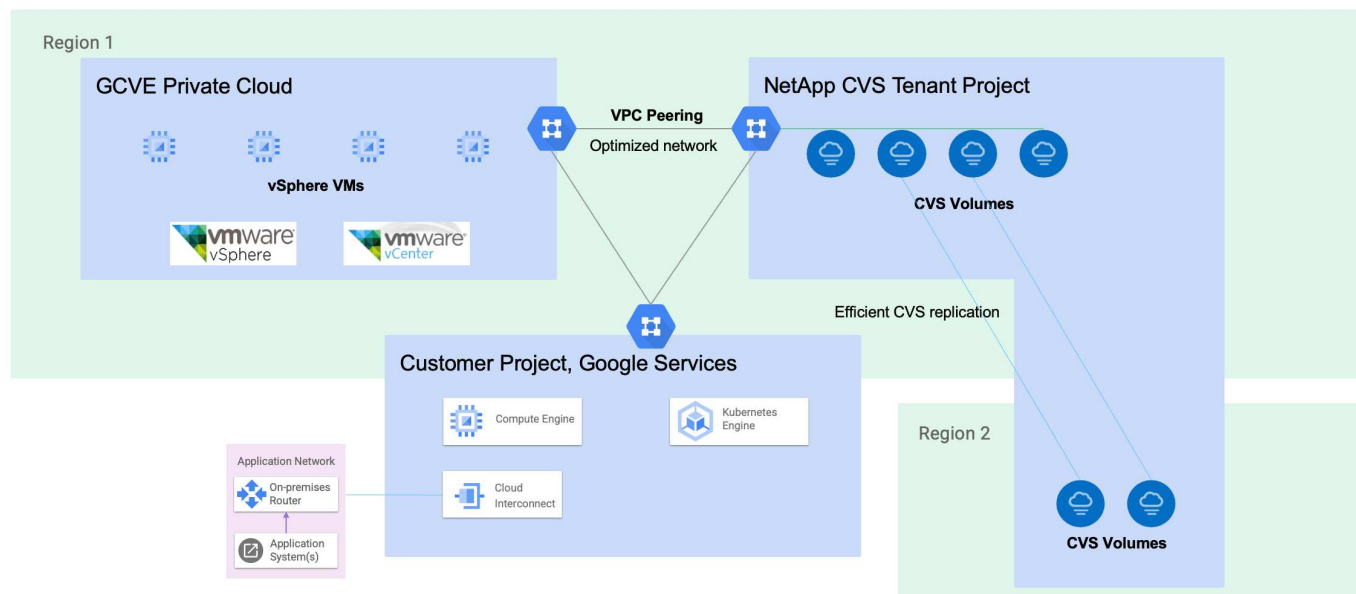 Region 1
GCVE Private Cloud
vSphere VMs
vmware®
vSphere
vmware®
vCenter
VPC Peering
Optimized network
NetApp CVS Tenant Project
CVS Volumes
Efficient CVS replication
Customer Project, Google Services
Compute Engine
Kubernetes
Engine
Cloud
Interconnect
Application Network
On-premises
Router
Application
System(s)
Region 2
CVS Volumes